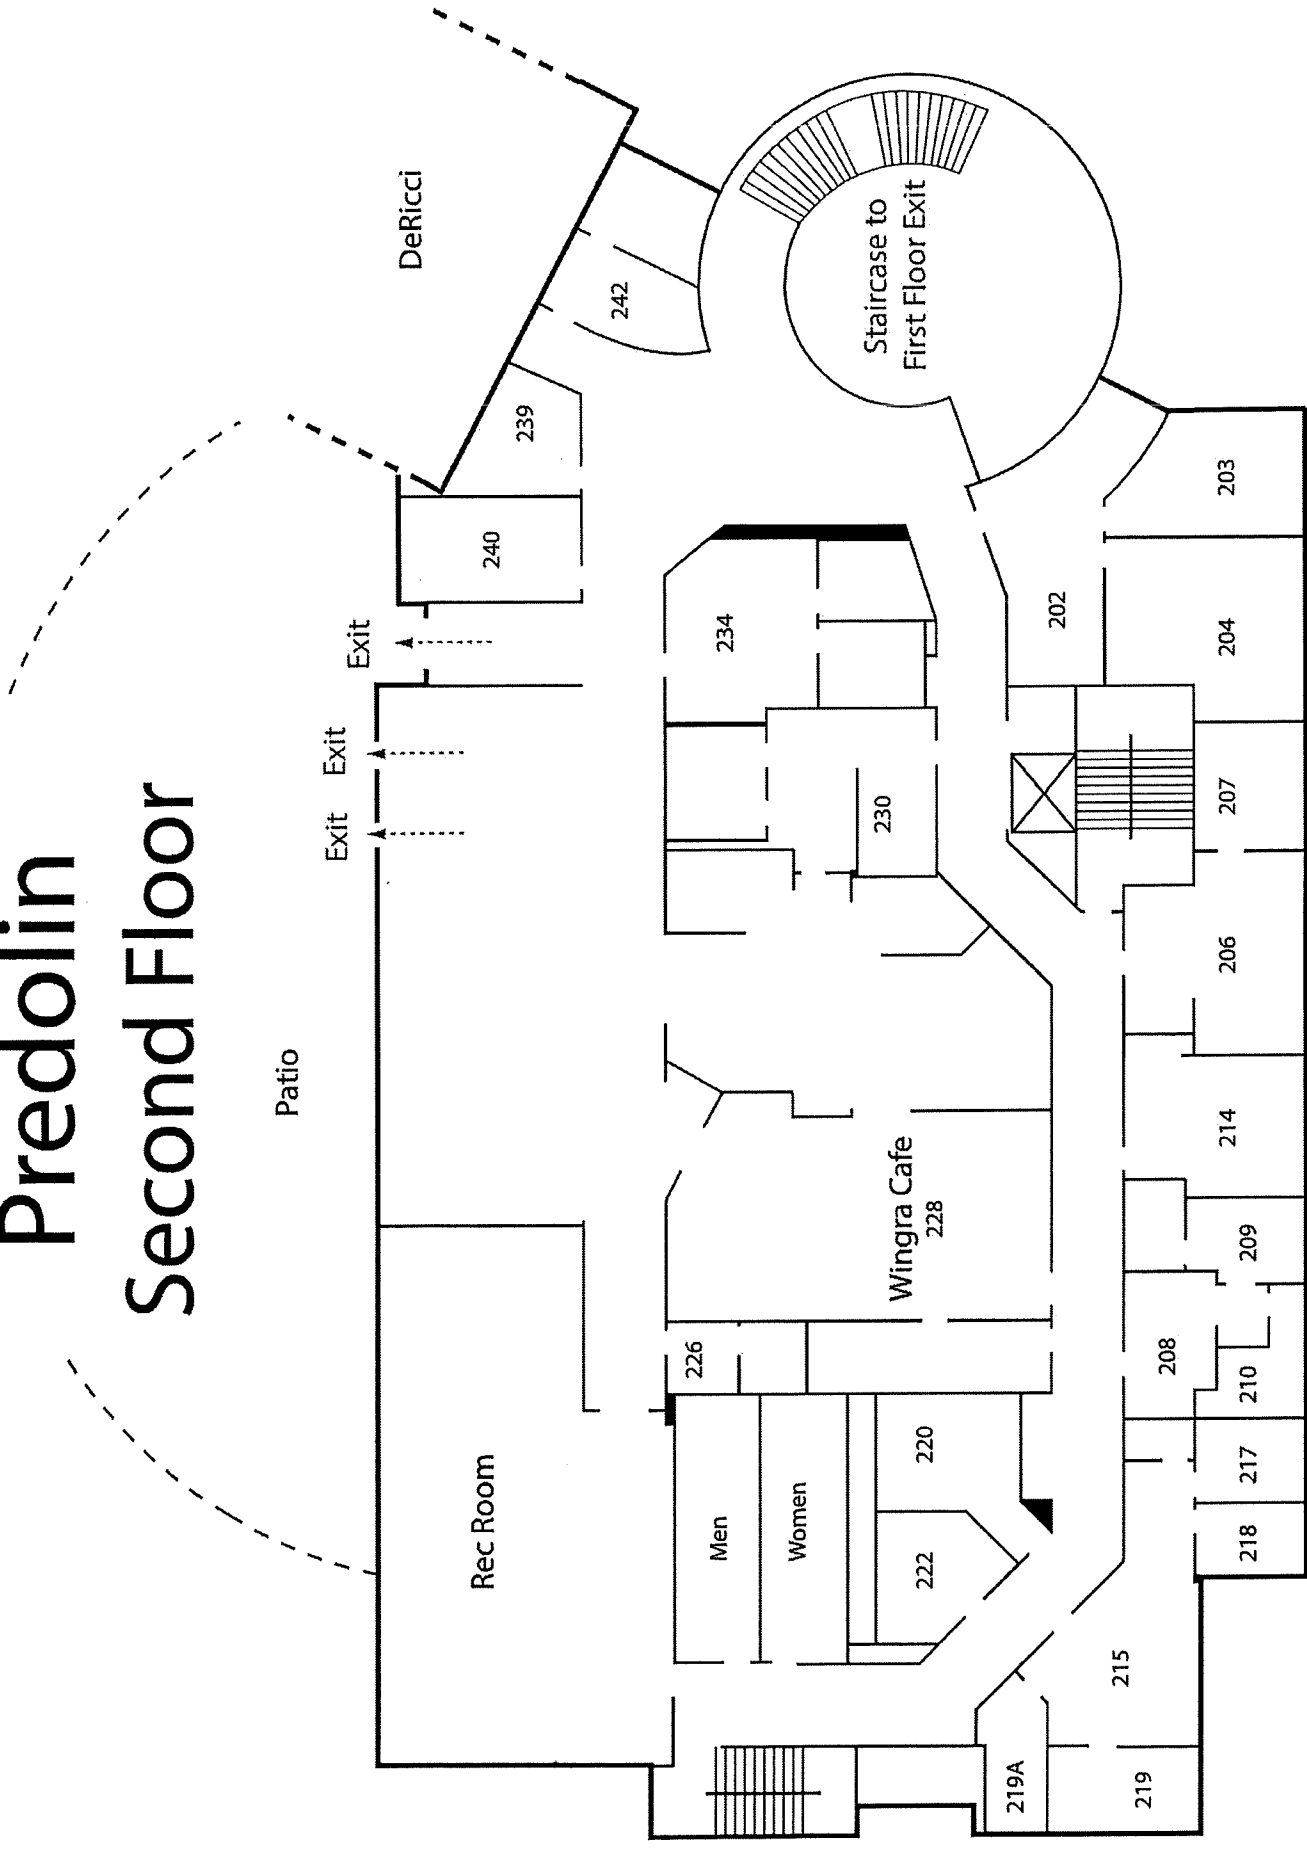 Predolin
Second Floor
Patio
DeRicci
Exit
Exit
Exit
Rec Room
240
239
242
Staircase to
First Floor Exit
226
234
Men
Women
Wingra Cafe
228
230
220
222
202
208
215
219A
219
218
217
210
209
214
206
207
204
203